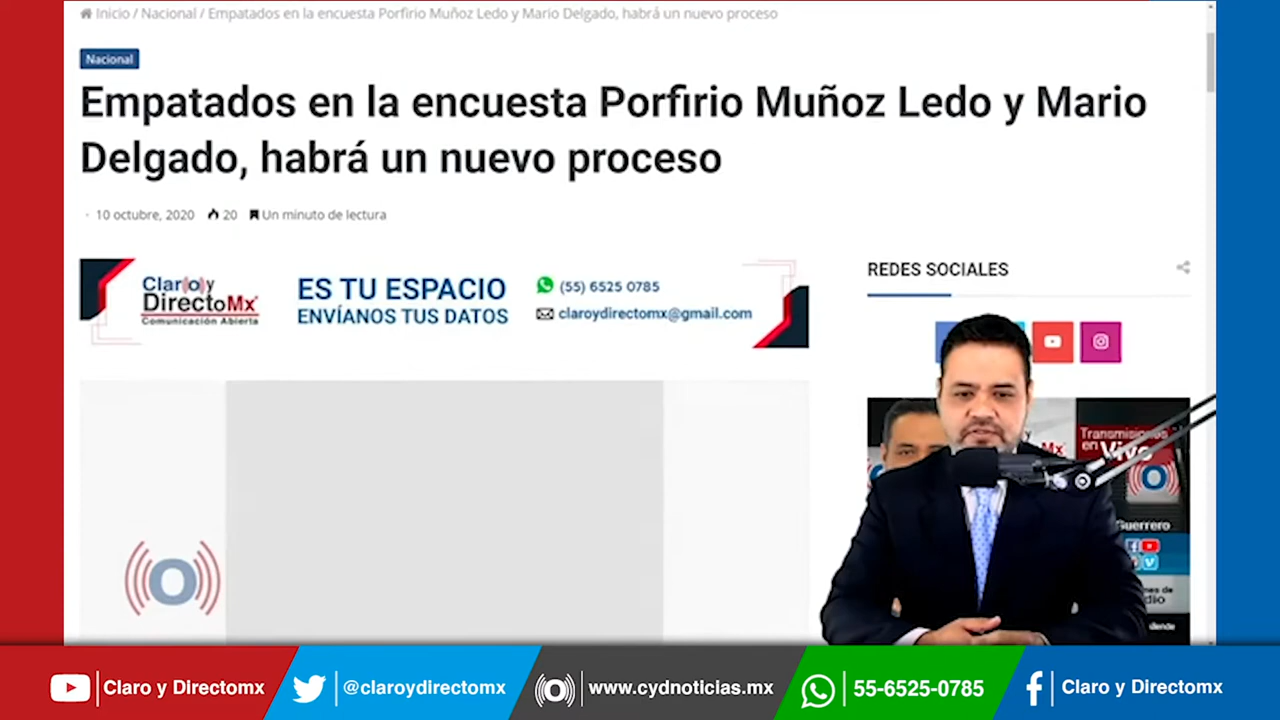 Inicio / Nacional / Empatados en la encuesta Porfirio Muñoz Ledo y Mario Delgado, habrá un nuevo proceso
Nacional
Empatados en la encuesta Porfirio Muñoz Ledo y Mario
Delgado, habrá un nuevo proceso
- 10 octubre, 2020 20 Un minuto de lectura
Claro y
DirectoMx
Comunicación Abierta
ES TU ESPACIO
ENVÍANOS TUS DATOS
(55) 6525 0785
claroydirectomx@gmail.com
REDES SOCIALES
Transmisiones
en Vivo
Guerrero
Claro y Directomx
@claroydirectomx
www.cydnoticias.mx
55-6525-0785
Claro y Directomx